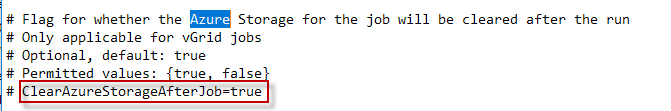 # Flag for whether the Azure Storage for the job will be cleared after the run
# Only applicable for vGrid jobs
# Optional, default: true
# Permitted values: {true, false}
# ClearAzureStorageAfterJob=true